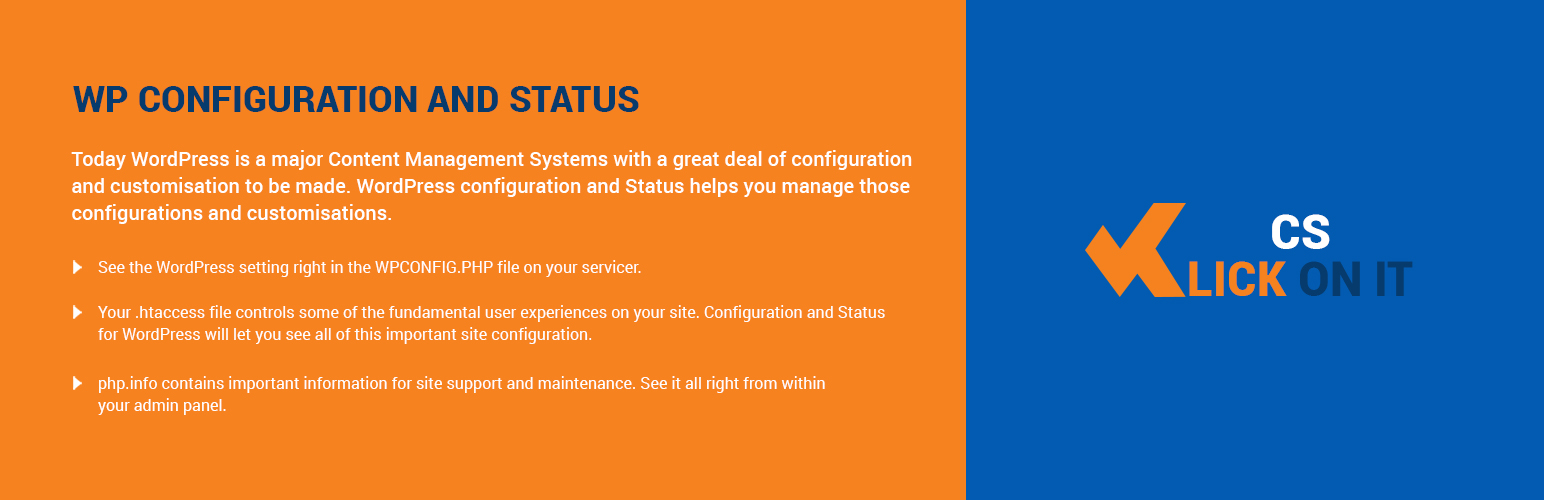 WP CONFIGURATION AND STATUS
Today WordPress is a major Content Management Systems with a great deal of configuration
and customisation to be made. WordPress configuration and Status helps you manage those
configurations and customisations.
See the WordPress setting right in the WPCONFIG.PHP file on your servicer.
Your .htaccess file controls some of the fundamental user experiences on your site. Configuration and Status
for WordPress will let you see all of this important site configuration.
php.info contains important information for site support and maintenance. See it all right from within
your admin panel.
CS
KLICK ON IT